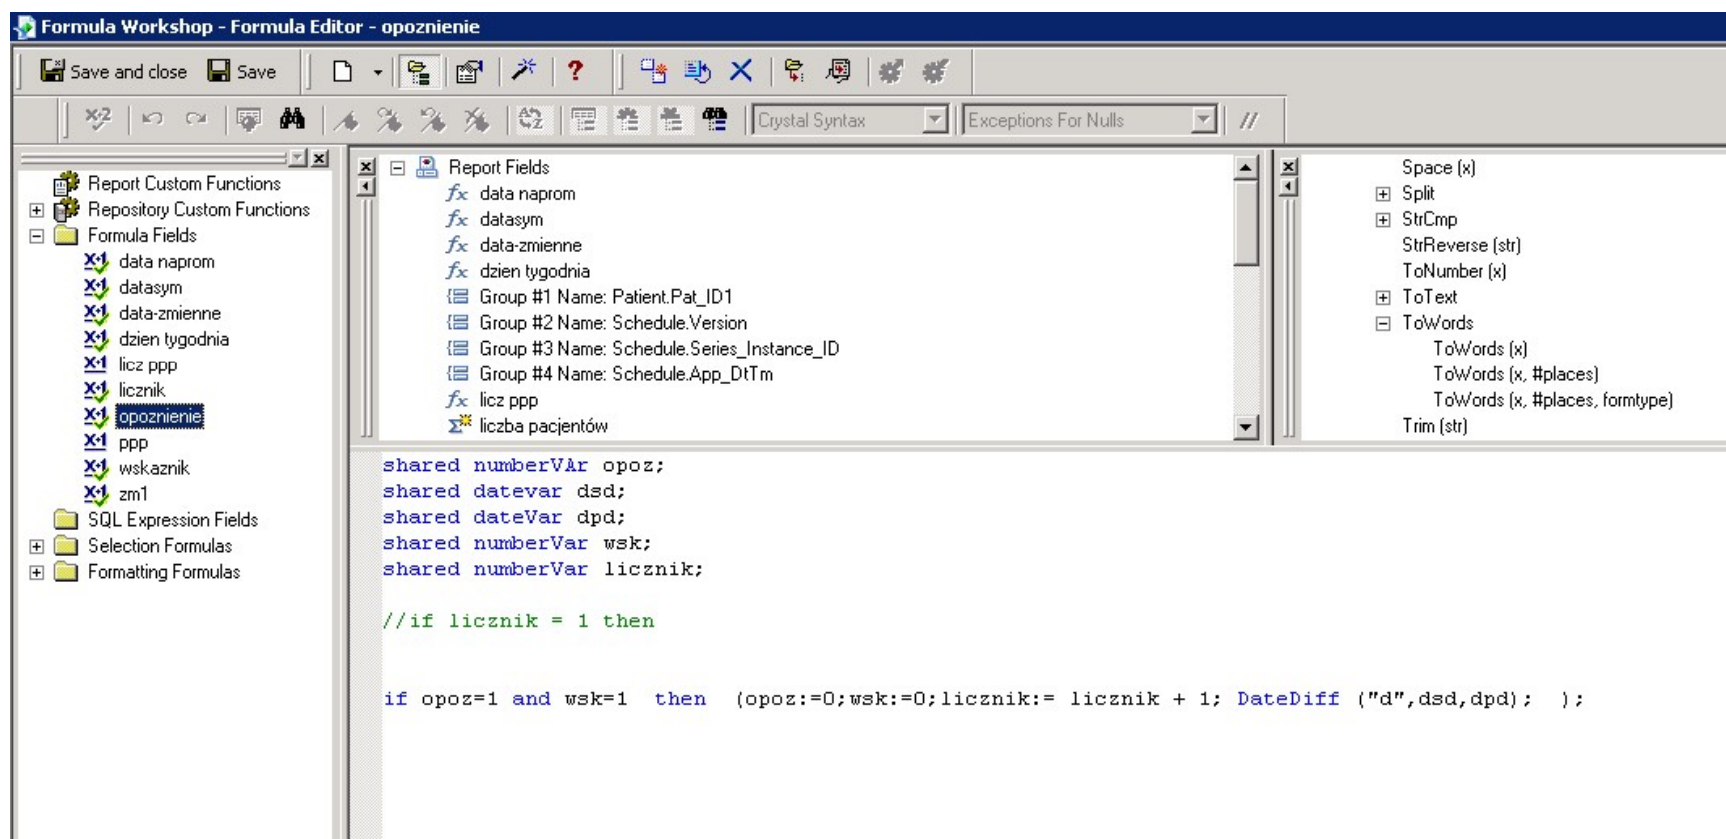 Formula Workshop - Formula Editor - opoznienie
Save and close Save
Crystal Syntax Exceptions For Nulls //
Report Custom Functions
Repository Custom Functions
Formula Fields
data naprom
datasym
data-zmienne
dzien tygodnia
licz ppp
licznik
opoznienie
ppp
wskaznik
zm1
SQL Expression Fields
Selection Formulas
Formatting Formulas
Report Fields
data naprom
datasym
data-zmienne
dzien tygodnia
Group #1 Name: Patient.Pat_ID1
Group #2 Name: Schedule.Version
Group #3 Name: Schedule.Series_Instance_ID
Group #4 Name: Schedule.App_DtTm
licz ppp
liczba pacjentów
Space (x)
Split
StrCmp
StrReverse (str)
ToNumber (x)
ToText
ToWords
ToWords (x)
ToWords (x, #places)
ToWords (x, #places, formtype)
Trim (str)
shared numberVAr opoz;
shared datevar dsd;
shared dateVar dpd;
shared numberVar wsk;
shared numberVar licznik;
//if licznik = 1 then
if opoz=1 and wsk=1 then (opoz:=0;wsk:=0;licznik:= licznik + 1; DateDiff ("d",dsd,dpd); );